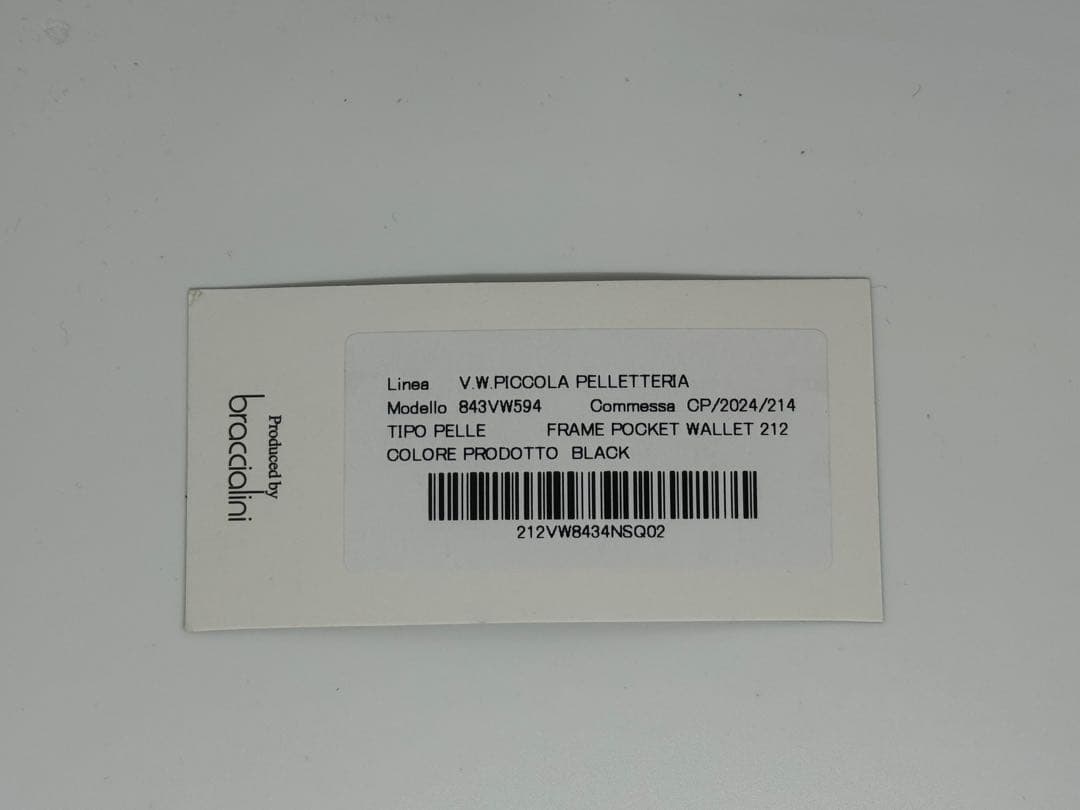 Produced by
braccialini
Linea V.W.PICCOLA PELLETTERIA
Modello 843VW594 Commessa CP/2024/214
TIPO PELLE FRAME POCKET WALLET 212
COLORE PRODOTTO BLACK
212VW8434NSQ02